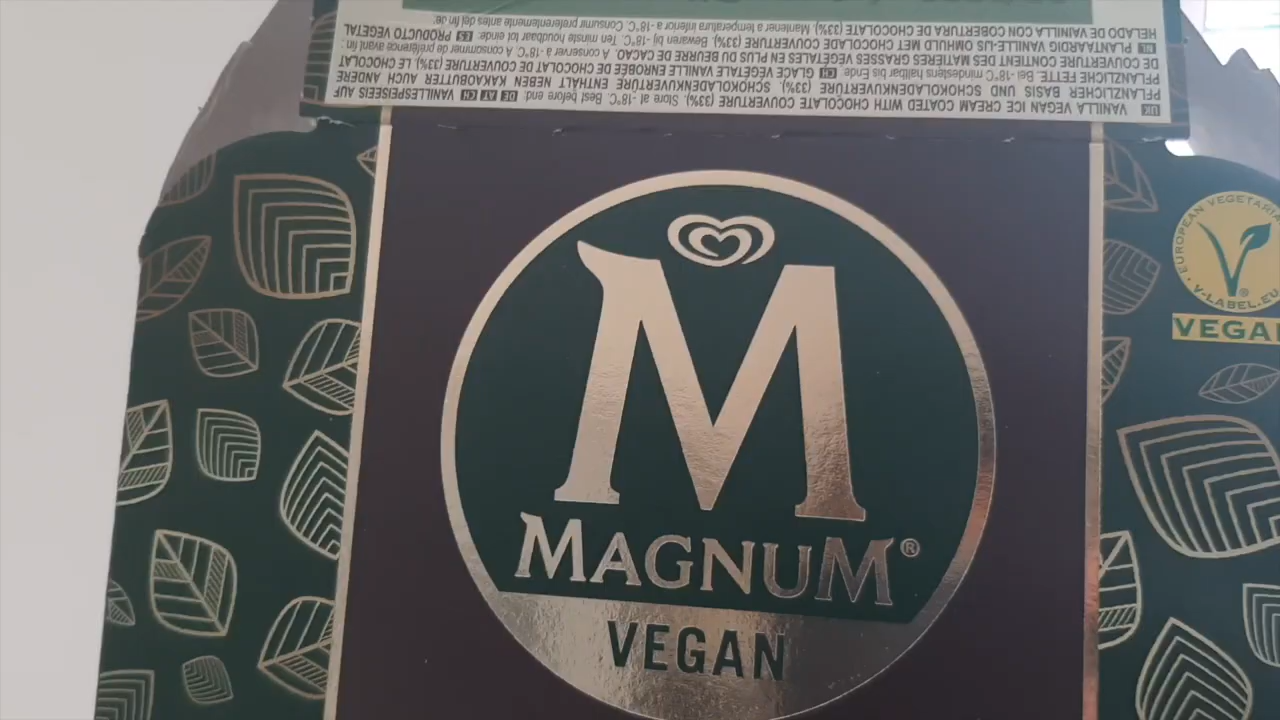 UK VANILLA VEGAN ICE CREAM COATED WITH CHOCOLATE COUVERTURE (33%). Store at -18°C. Best before end: DE AT CH VANILLESPEISEEIS AUF
PFLANZLICHER BASIS UND SCHOKOLADENKUVERTÜRE (33%). SCHOKOLADENKUVERTÜRE ENTHÄLT NEBEN KAKAOBUTTER AUCH ANDERE
PFLANZLICHE FETTE. Bei -18°C mindestens haltbar bis Ende: CH GLACE VÉGÉTALE VANILLE ENROBÉE DE CHOCOLAT DE COUVERTURE (33%). LE CHOCOLAT
DE COUVERTURE CONTIENT DES MATIÈRES GRASSES VÉGÉTALES EN PLUS DU BEURRE DE CACAO. À conserver à -18°C. À consommer de préférence avant fin :
NL PLANTAARDIG VANILLE-IJS OMHULD MET CHOCOLADE COUVERTURE (33%). Bewaren bij -18°C. Ten minste houdbaar tot einde: ES PRODUCTO VEGETAL
HELADO DE VAINILLA CON COBERTURA DE CHOCOLATE (33%). Mantener a temperatura inferior a -18°C. Consumir preferentemente antes del fin de:
M
MAGNUM®
VEGAN
EUROPEAN VEGETARIA
V
®
V-LABEL.EU
VEGAN